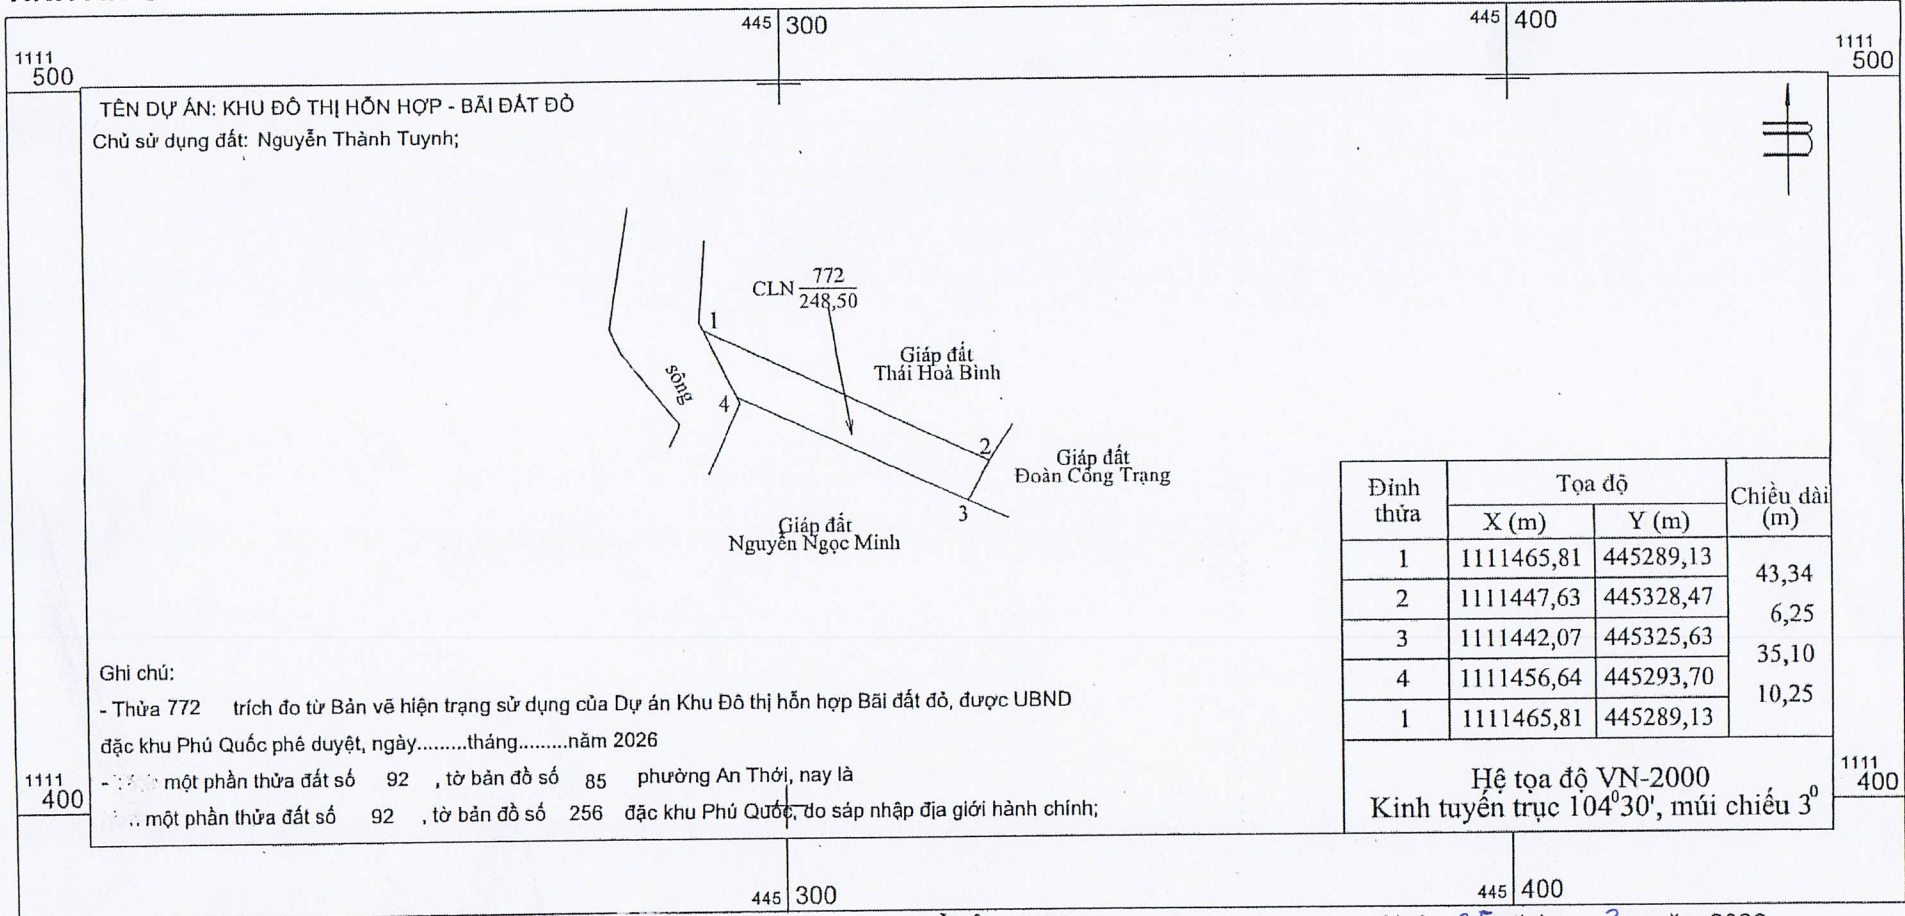 445 300
445 400
1111
500
1111
500
TÊN DỰ ÁN: KHU ĐÔ THỊ HỖN HỢP - BÃI ĐẤT ĐỎ
Chủ sử dụng đất: Nguyễn Thành Tuynh;
B
CLN 772
248,50
1
Giáp đất
Thái Hoà Bình
sông
4
2
Giáp đất
Đoàn Công Trạng
3
Giáp đất
Nguyễn Ngọc Minh
Đỉnh thửa Tọa độ Chiều dài (m)
X (m) Y (m)
1 1111465,81 445289,13
43,34
2 1111447,63 445328,47
6,25
3 1111442,07 445325,63
35,10
4 1111456,64 445293,70
10,25
1 1111465,81 445289,13
Hệ tọa độ VN-2000
Kinh tuyến trục 104°30', múi chiếu 3°
Ghi chú:
- Thửa 772 trích đo từ Bản vẽ hiện trạng sử dụng của Dự án Khu Đô thị hỗn hợp Bãi đất đỏ, được UBND
đặc khu Phú Quốc phê duyệt, ngày.........tháng.........năm 2026
- một phần thửa đất số 92 , tờ bản đồ số 85 phường An Thới, nay là
một phần thửa đất số 92 , tờ bản đồ số 256 đặc khu Phú Quốc, do sáp nhập địa giới hành chính;
1111
400
1111
400
445 300
445 400